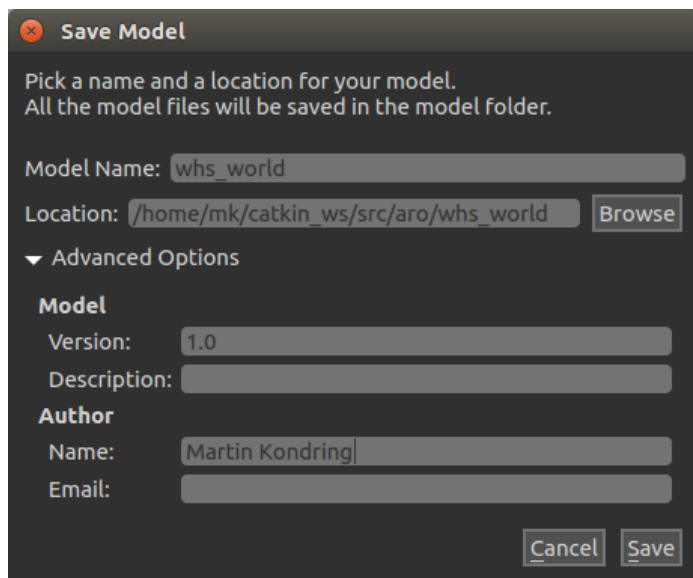 Save Model
Pick a name and a location for your model.
All the model files will be saved in the model folder.
Model Name: whs_world
Location: /home/mk/catkin_ws/src/aro/whs_world Browse
Advanced Options
Model
Version: 1.0
Description:
Author
Name: Martin Kondring
Email:
Cancel Save